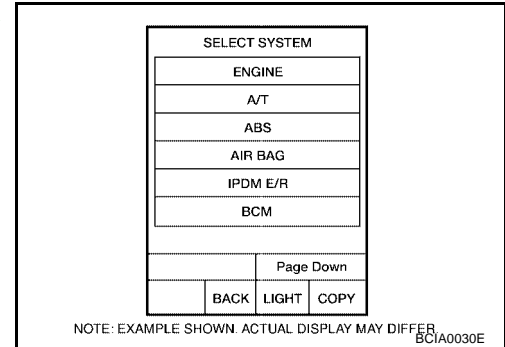 SELECT SYSTEM
ENGINE
A/T
ABS
AIR BAG
IPDM E/R
BCM
Page Down
BACK LIGHT COPY
NOTE: EXAMPLE SHOWN. ACTUAL DISPLAY MAY DIFFER.
BCIA0030E